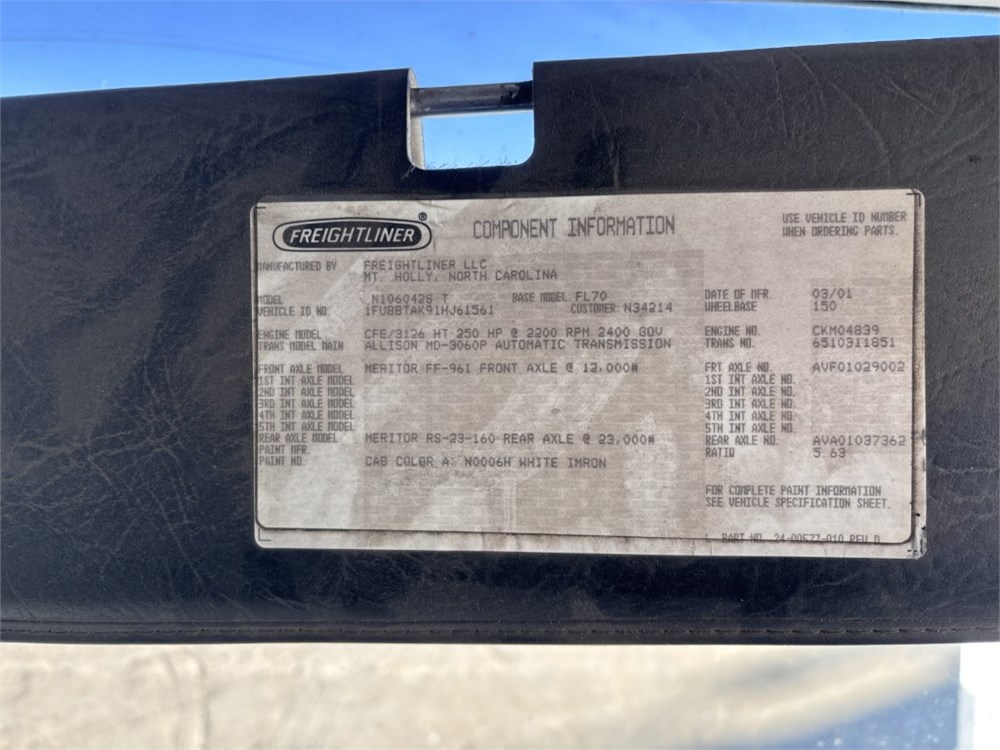 FREIGHTLINER®
COMPONENT INFORMATION
USE VEHICLE ID NUMBER
WHEN ORDERING PARTS.
MANUFACTURED BY FREIGHTLINER LLC
MT. HOLLY, NORTH CAROLINA
MODEL N106042S T BASE MODEL FL70 DATE OF MFR. 03/01
VEHICLE ID NO. 1FUBBTAK91HJ61561 CUSTOMER: N34214 WHEELBASE 150
ENGINE MODEL CFE/3126 HT 250 HP @ 2200 RPM 2400 GOV ENGINE NO. CKM04839
TRANS MODEL MAIN ALLISON MD-3060P AUTOMATIC TRANSMISSION TRANS NO. 6510311851
FRONT AXLE MODEL MERITOR FF-961 FRONT AXLE @ 12,000# FRT AXLE NO. AVF01029002
1ST INT AXLE MODEL 1ST INT AXLE NO.
2ND INT AXLE MODEL 2ND INT AXLE NO.
3RD INT AXLE MODEL 3RD INT AXLE NO.
4TH INT AXLE MODEL 4TH INT AXLE NO.
5TH INT AXLE MODEL 5TH INT AXLE NO.
REAR AXLE MODEL MERITOR RS-23-160 REAR AXLE @ 23,000# REAR AXLE NO. AVA01037362
PAINT MFR. RATIO 5.63
PAINT NO. CAB COLOR A: N0006H WHITE IMRON
FOR COMPLETE PAINT INFORMATION
SEE VEHICLE SPECIFICATION SHEET.
PART NO. 24-00577-010 REV D